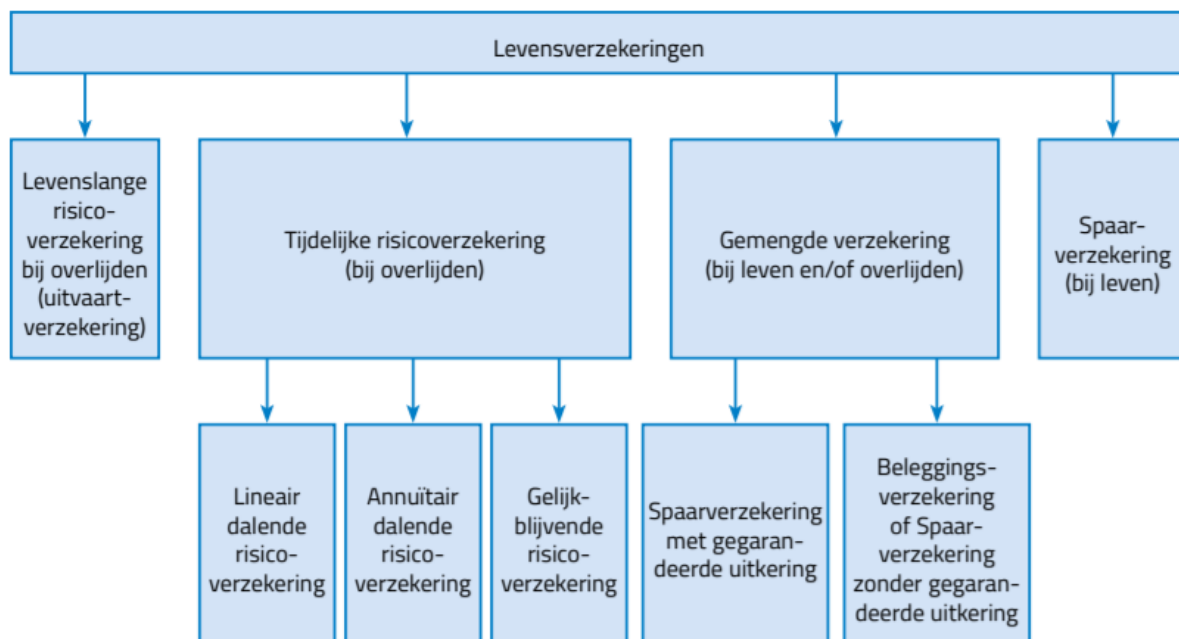 Levensverzekeringen
Levenslange
risico-
verzekering
bij overlijden
(uitvaart-
verzekering)
Tijdelijke risicoverzekering
(bij overlijden)
Gemengde verzekering
(bij leven en/of overlijden)
Spaar-
verzekering
(bij leven)
Lineair
dalende
risico-
verzekering
Annuïtair
dalende
risico-
verzekering
Gelijk-
blijvende
risico-
verzekering
Spaarverzekering
met gegaran-
deerde uitkering
Beleggings-
verzekering
of Spaar-
verzekering
zonder gegaran-
deerde uitkering